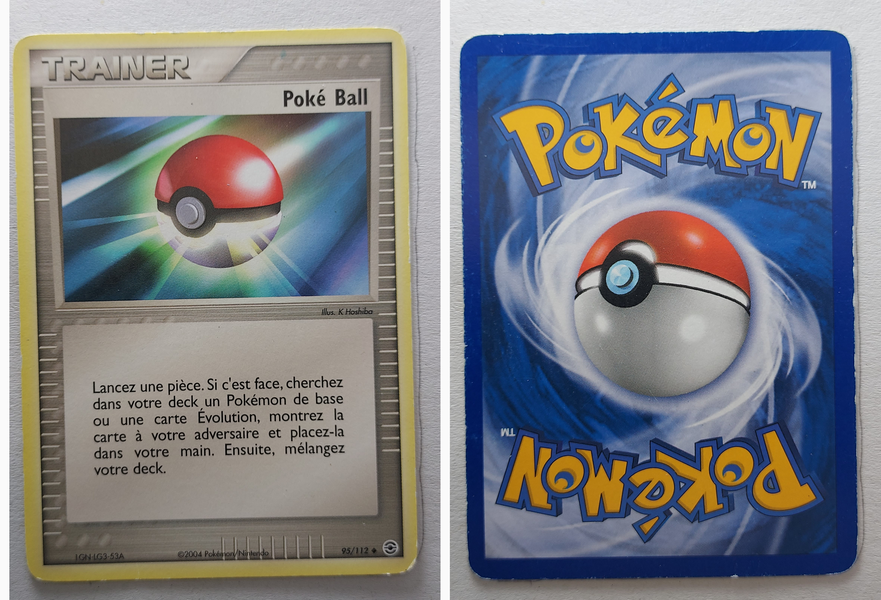 TRAINER
Poké Ball
Illus. K Hoshiba
Lancez une pièce. Si c'est face, cherchez
dans votre deck un Pokémon de base
ou une carte Évolution, montrez la
carte à votre adversaire et placez-la
dans votre main. Ensuite, mélangez
votre deck.
©2004 Pokémon/Nintendo
95/112
POKéMON
TM
TM
POKéMON